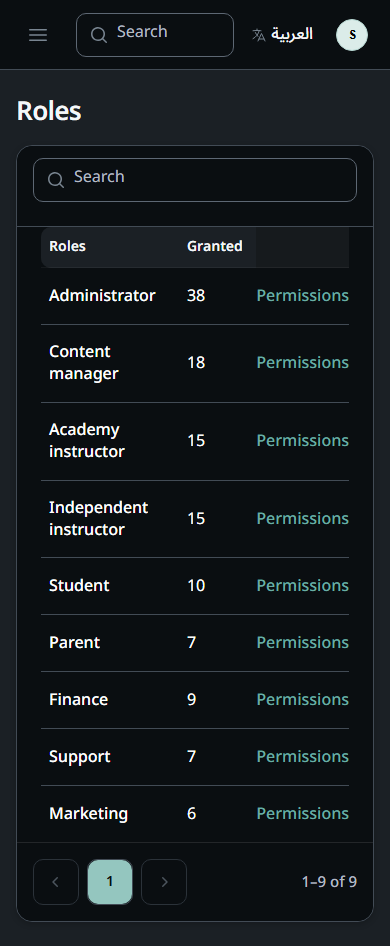 Search
العربية
S
Roles
Search
Roles Granted
Administrator 38 Permissions
Content
manager 18 Permissions
Academy
instructor 15 Permissions
Independent
instructor 15 Permissions
Student 10 Permissions
Parent 7 Permissions
Finance 9 Permissions
Support 7 Permissions
Marketing 6 Permissions
1 1–9 of 9